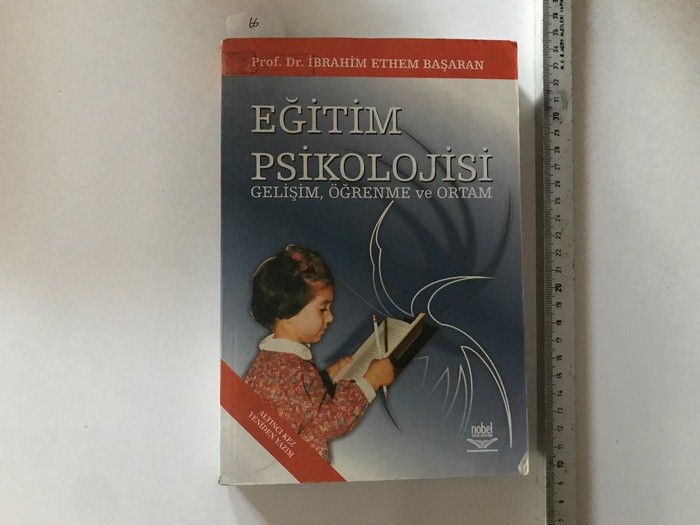 66
Prof. Dr. İBRAHİM ETHEM BAŞARAN
EĞİTİM
PSİKOLOJİSİ
GELİŞİM, ÖĞRENME ve ORTAM
ALTINCI KEZ
YENİDEN YAZIM
nobel